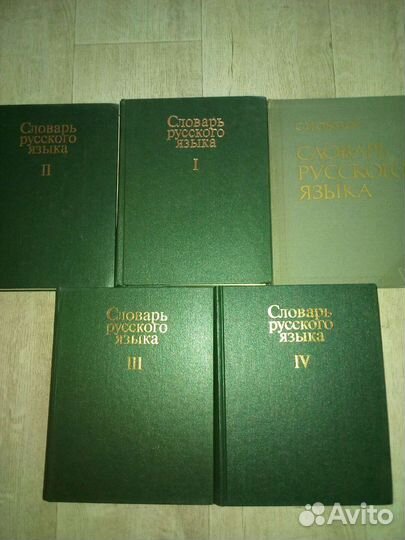 Словарь
русского
языка
II
Словарь
русского
языка
I
С.И.ОЖЕГОВ
СЛОВАРЬ
РУССКОГО
ЯЗЫКА
Словарь
русского
языка
III
Словарь
русского
языка
IV
Avito